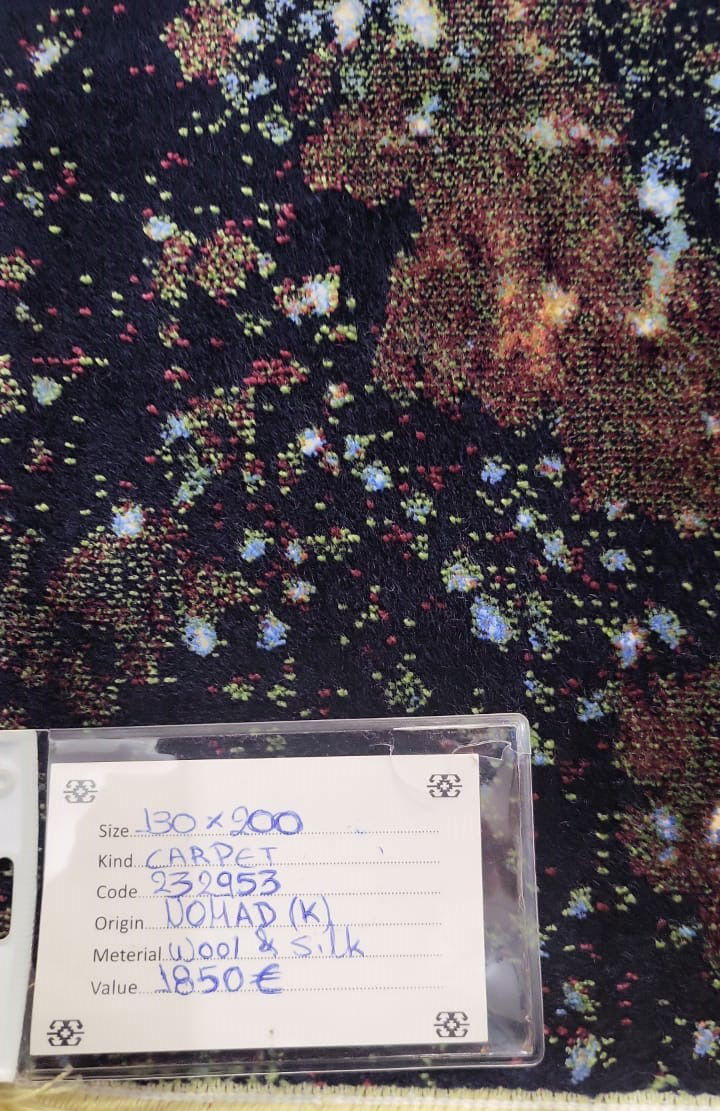 Size 130 x 200
Kind CARPET
Code 232953
Origin NOMAD (K)
Meterial Wool & Silk
Value 1850 €